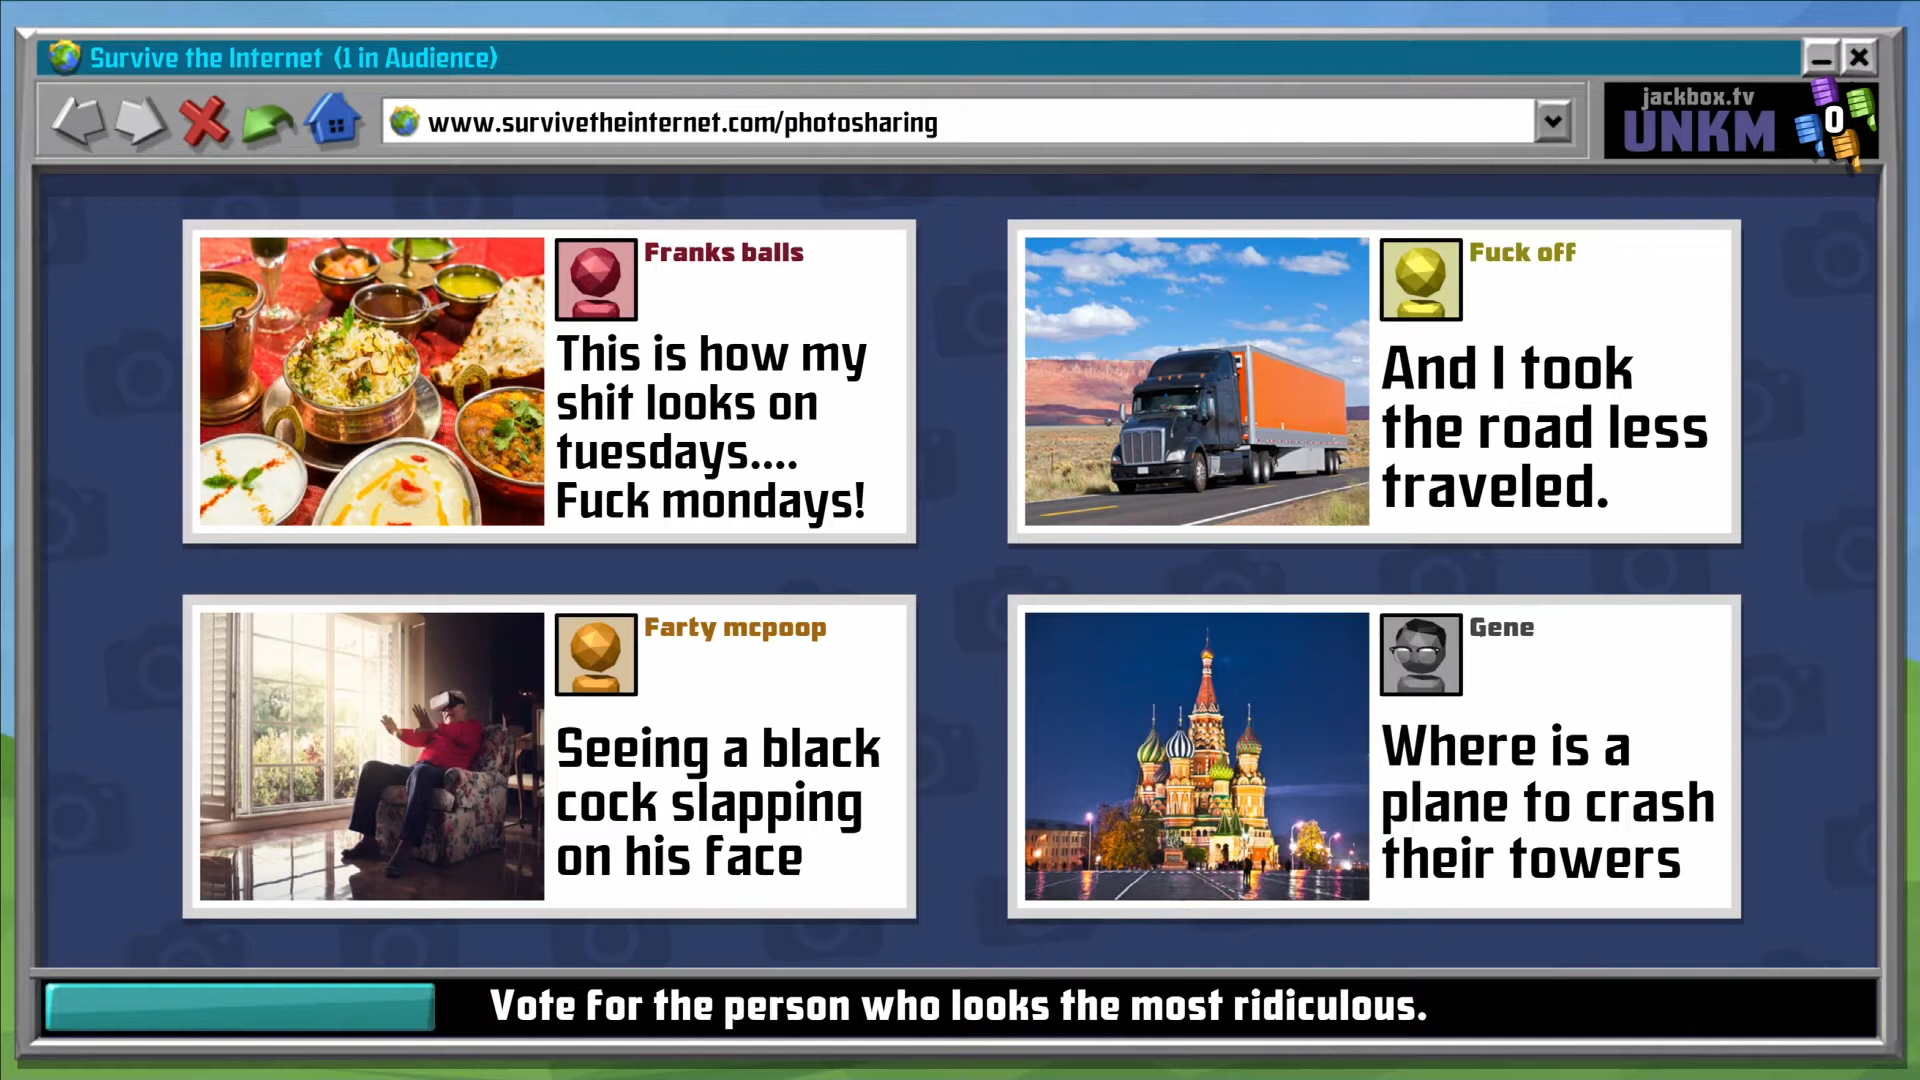 Survive the Internet (1 in Audience)
www.survivetheinternet.com/photosharing
jackbox.tv
UNKM
0
Franks balls
This is how my
shit looks on
tuesdays....
Fuck mondays!
Fuck off
And I took
the road less
traveled.
Farty mcpoop
Seeing a black
cock slapping
on his face
Gene
Where is a
plane to crash
their towers
Vote for the person who looks the most ridiculous.